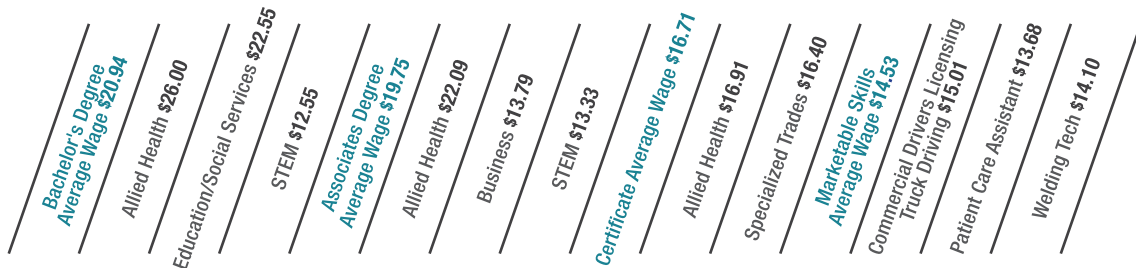 Bachelor's Degree
Average Wage $20.94
Allied Health $26.00
Education/Social Services $22.55
STEM $12.55
Associates Degree
Average Wage $19.75
Allied Health $22.09
Business $13.79
STEM $13.33
Certificate Average Wage $16.71
Allied Health $16.91
Specialized Trades $16.40
Marketable Skills
Average Wage $14.53
Commercial Drivers Licensing
Truck Driving $15.01
Patient Care Assistant $13.68
Welding Tech $14.10